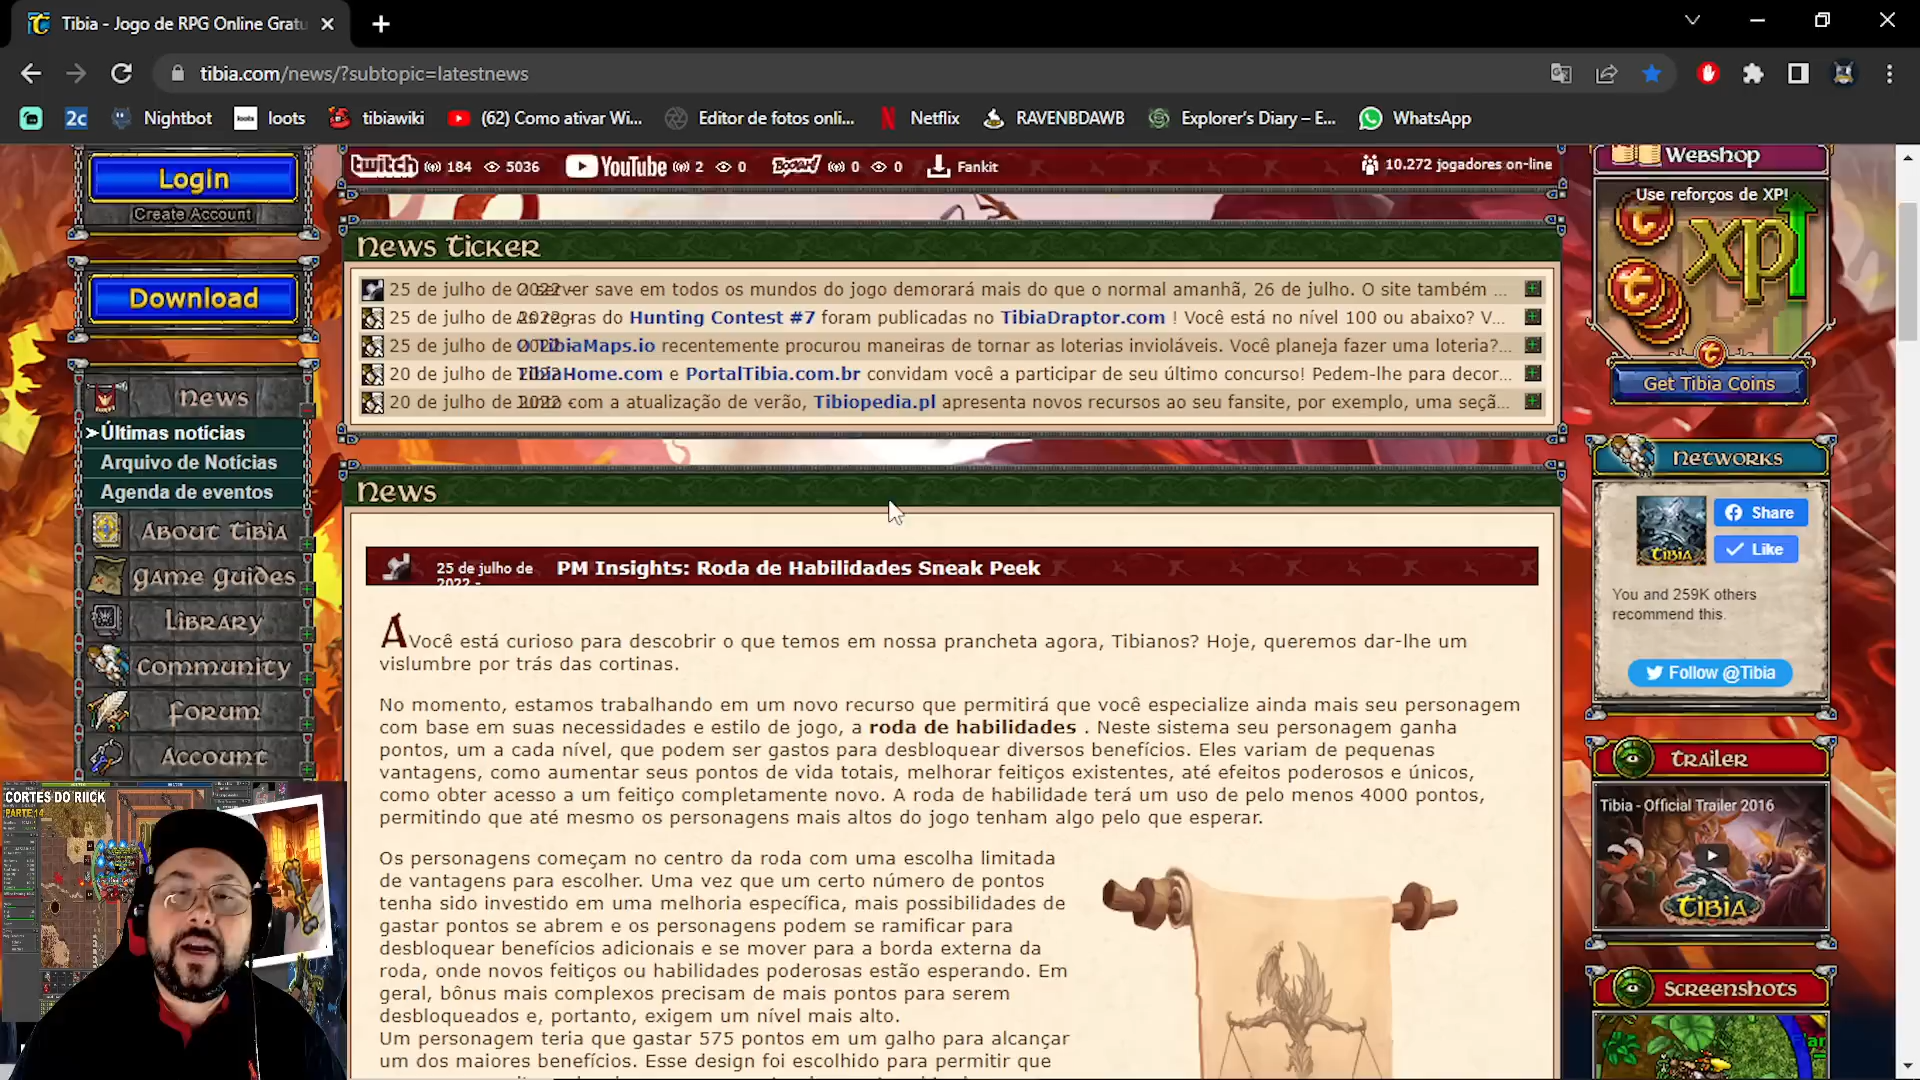 Tibia - Jogo de RPG Online Gratu
tibia.com/news/?subtopic=latestnews
2c Nightbot loots loots tibiawiki (62) Como ativar Wi... Editor de fotos onli... Netflix RAVENBDAWB Explorer's Diary – E... WhatsApp
Login
Create Account
Download
News
Últimas notícias
Arquivo de Notícias
Agenda de eventos
About Tibia
Game Guides
Library
Community
Forum
Account
CORTES DO RIICK
PARTE 14
twitch 184 5036 YouTube 2 0 0 0 Fankit 10.272 jogadores on-line
News Ticker
25 de julho de 2022 - O server save em todos os mundos do jogo demorará mais do que o normal amanhã, 26 de julho. O site também ...
25 de julho de 2022 - As regras do Hunting Contest #7 foram publicadas no TibiaDraptor.com ! Você está no nível 100 ou abaixo? V...
25 de julho de 2022 - O TibiaMaps.io recentemente procurou maneiras de tornar as loterias invioláveis. Você planeja fazer uma loteria?...
20 de julho de 2022 - TibiaHome.com e PortalTibia.com.br convidam você a participar de seu último concurso! Pedem-lhe para decor...
20 de julho de 2022 - Junto com a atualização de verão, Tibiopedia.pl apresenta novos recursos ao seu fansite, por exemplo, uma seçã...
News
25 de julho de 2022 - PM Insights: Roda de Habilidades Sneak Peek
AVocê está curioso para descobrir o que temos em nossa prancheta agora, Tibianos? Hoje, queremos dar-lhe um
vislumbre por trás das cortinas.
No momento, estamos trabalhando em um novo recurso que permitirá que você especialize ainda mais seu personagem
com base em suas necessidades e estilo de jogo, a roda de habilidades . Neste sistema seu personagem ganha
pontos, um a cada nível, que podem ser gastos para desbloquear diversos benefícios. Eles variam de pequenas
vantagens, como aumentar seus pontos de vida totais, melhorar feitiços existentes, até efeitos poderosos e únicos,
como obter acesso a um feitiço completamente novo. A roda de habilidade terá um uso de pelo menos 4000 pontos,
permitindo que até mesmo os personagens mais altos do jogo tenham algo pelo que esperar.
Os personagens começam no centro da roda com uma escolha limitada
de vantagens para escolher. Uma vez que um certo número de pontos
tenha sido investido em uma melhoria específica, mais possibilidades de
gastar pontos se abrem e os personagens podem se ramificar para
desbloquear benefícios adicionais e se mover para a borda externa da
roda, onde novos feitiços ou habilidades poderosas estão esperando. Em
geral, bônus mais complexos precisam de mais pontos para serem
desbloqueados e, portanto, exigem um nível mais alto.
Um personagem teria que gastar 575 pontos em um galho para alcançar
um dos maiores benefícios. Esse design foi escolhido para permitir que
Webshop
Use reforços de XP!
xp
Get Tibia Coins
Networks
TIBIA
Share
Like
You and 259K others
recommend this.
Follow @Tibia
Trailer
Tibia - Official Trailer 2016
TIBIA
Screenshots